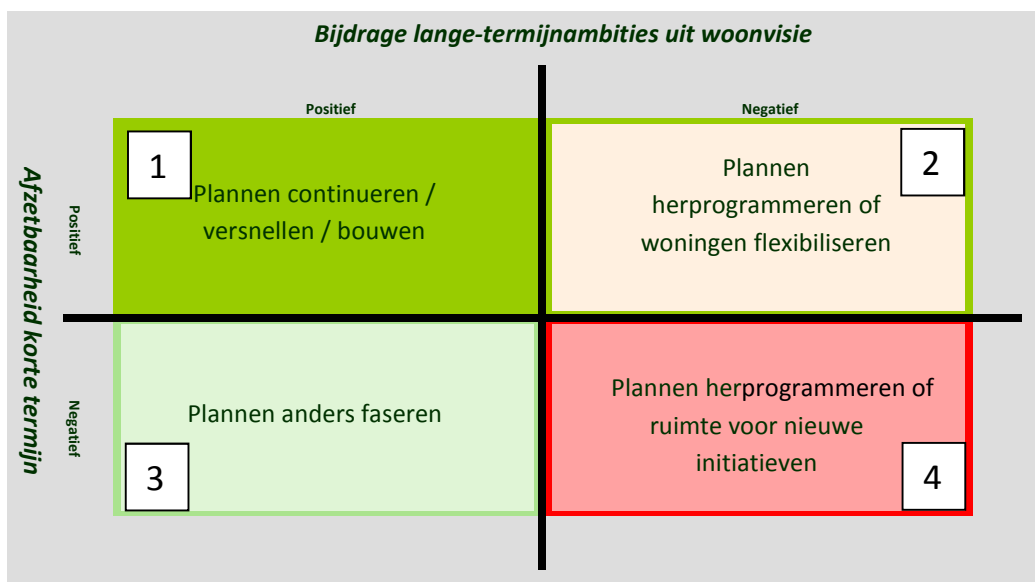 Bijdrage lange-termijnambities uit woonvisie
Positief
Negatief
Afzetbaarheid korte termijn
Positief
Negatief
1
Plannen continueren /
versnellen / bouwen
2
Plannen
herprogrammeren of
woningen flexibiliseren
Plannen anders faseren
3
Plannen herprogrammeren of
ruimte voor nieuwe
initiatieven
4